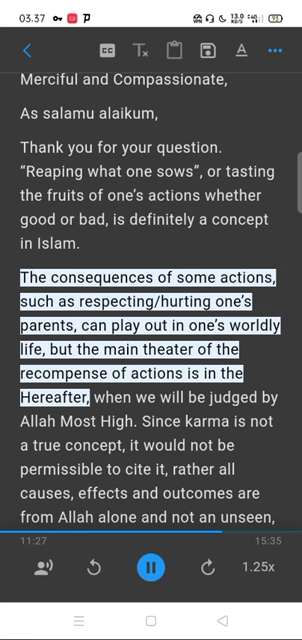 03.37
13.0 KB/S
CC
Merciful and Compassionate,
As salamu alaikum,
Thank you for your question.
“Reaping what one sows”, or tasting
the fruits of one’s actions whether
good or bad, is definitely a concept
in Islam.
The consequences of some actions,
such as respecting/hurting one’s
parents, can play out in one’s worldly
life, but the main theater of the
recompense of actions is in the
Hereafter, when we will be judged by
Allah Most High. Since karma is not
a true concept, it would not be
permissible to cite it, rather all
causes, effects and outcomes are
from Allah alone and not an unseen,
11:27
15:35
1.25x